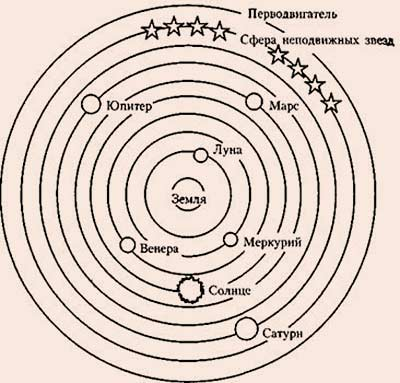 Перводвигатель
Сфера неподвижных звезд
Юпитер
Марс
Луна
Земля
Венера
Меркурий
Солнце
Сатурн